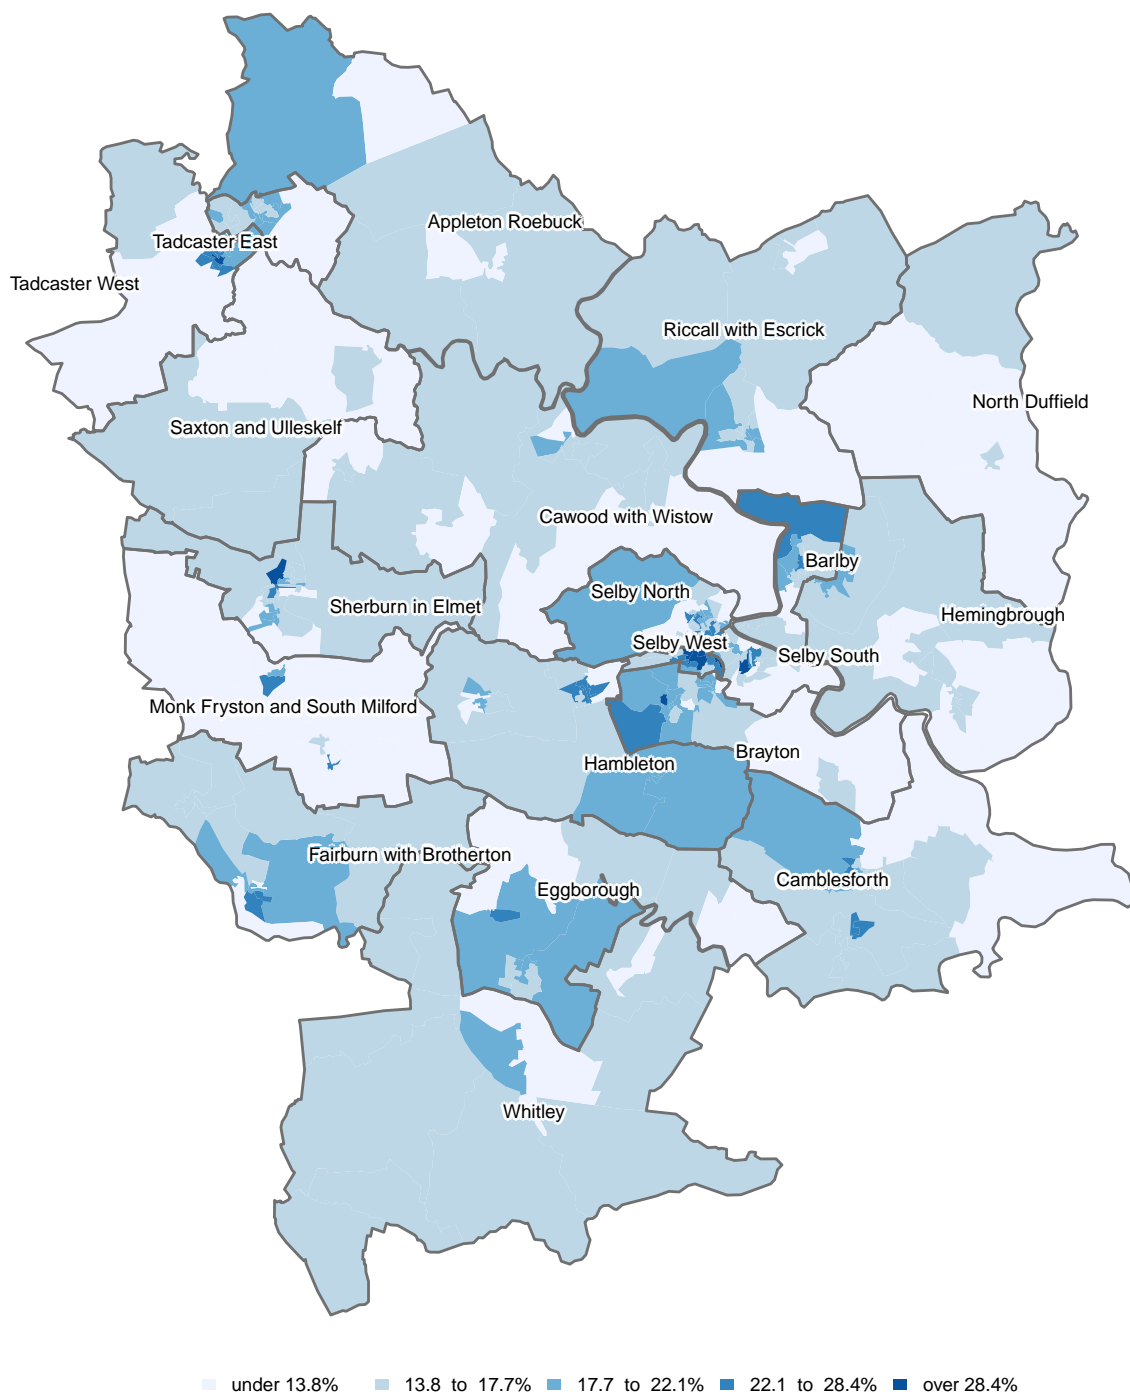 Appleton Roebuck
Tadcaster East
Tadcaster West
Riccall with Escrick
North Duffield
Saxton and Ulleskelf
Cawood with Wistow
Barlby
Selby North
Sherburn in Elmet
Hemingbrough
Selby West
Selby South
Monk Fryston and South Milford
Brayton
Hambleton
Fairburn with Brotherton
Camblesforth
Eggborough
Whitley
under 13.8% 13.8 to 17.7% 17.7 to 22.1% 22.1 to 28.4% over 28.4%